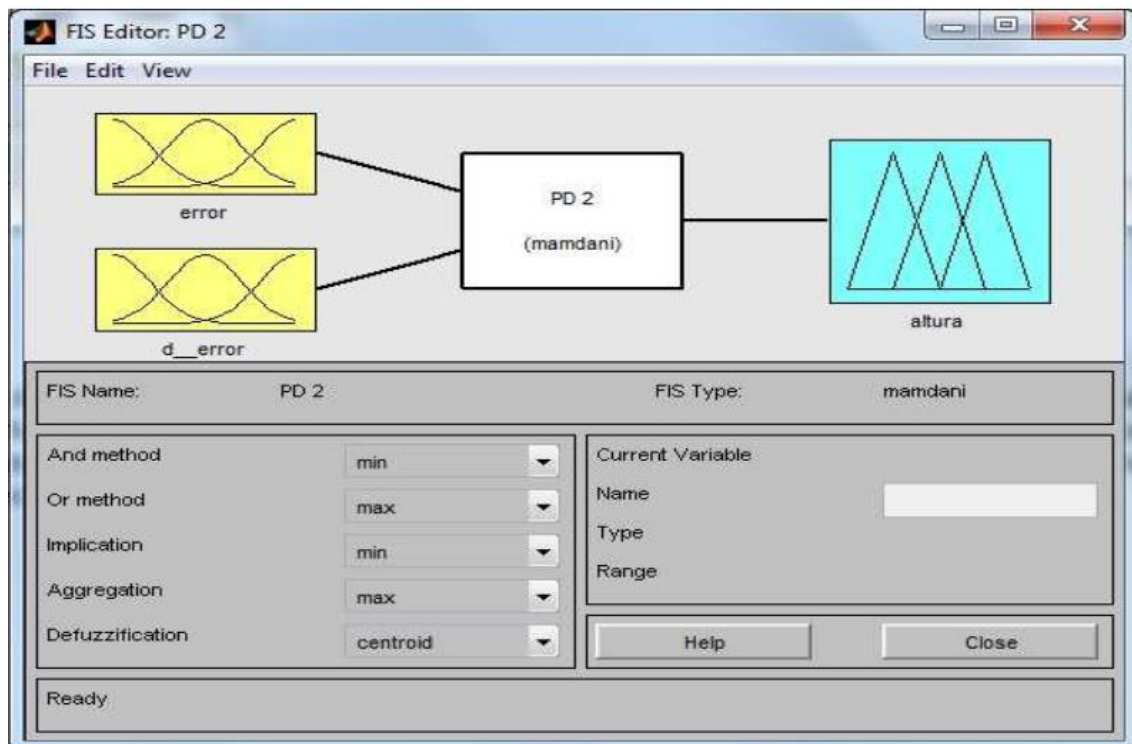 FIS Editor: PD 2
File Edit View
error
d__error
PD 2
(mamdani)
altura
FIS Name: PD 2 FIS Type: mamdani
And method min
Or method max
Implication min
Aggregation max
Defuzzification centroid
Current Variable
Name
Type
Range
Help Close
Ready